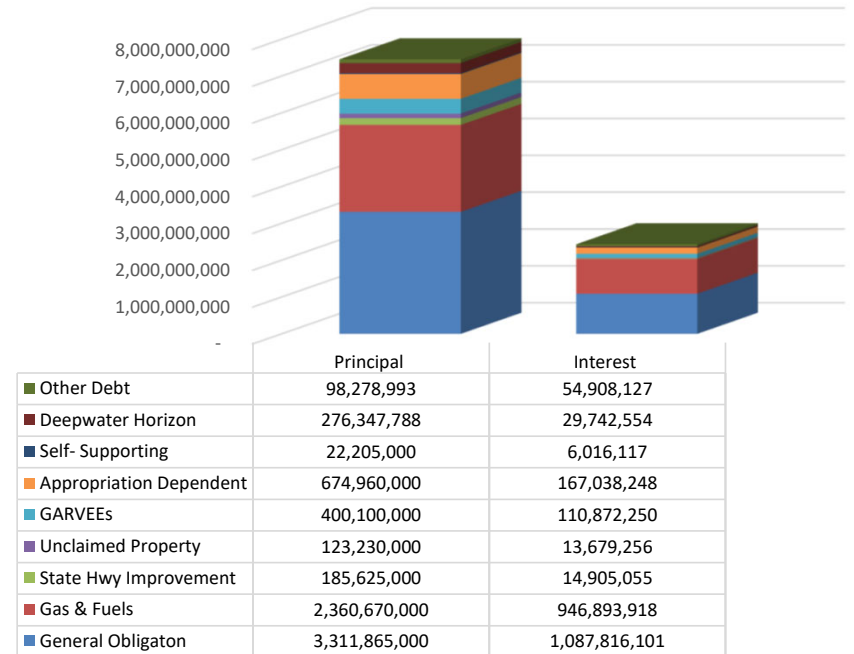 8,000,000,000
7,000,000,000
6,000,000,000
5,000,000,000
4,000,000,000
3,000,000,000
2,000,000,000
1,000,000,000
-
Principal Interest
Other Debt 98,278,993 54,908,127
Deepwater Horizon 276,347,788 29,742,554
Self- Supporting 22,205,000 6,016,117
Appropriation Dependent 674,960,000 167,038,248
GARVEEs 400,100,000 110,872,250
Unclaimed Property 123,230,000 13,679,256
State Hwy Improvement 185,625,000 14,905,055
Gas & Fuels 2,360,670,000 946,893,918
General Obligaton 3,311,865,000 1,087,816,101